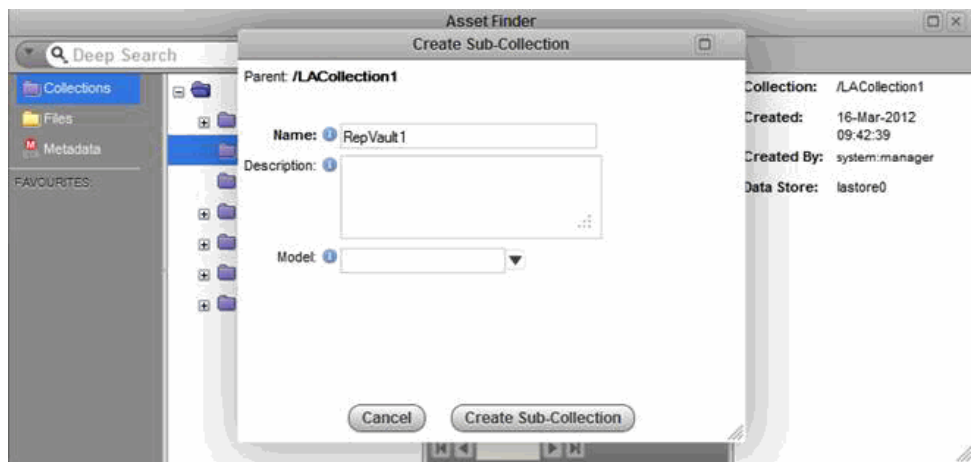 Asset Finder
Deep Search
Create Sub-Collection
Collections
Files
Metadata
FAVOURITES:
Parent: /LACollection1
Name: RepVault1
Description:
Model:
Cancel
Create Sub-Collection
Collection: /LACollection1
Created: 16-Mar-2012
09:42:39
Created By: system:manager
Data Store: lastore0